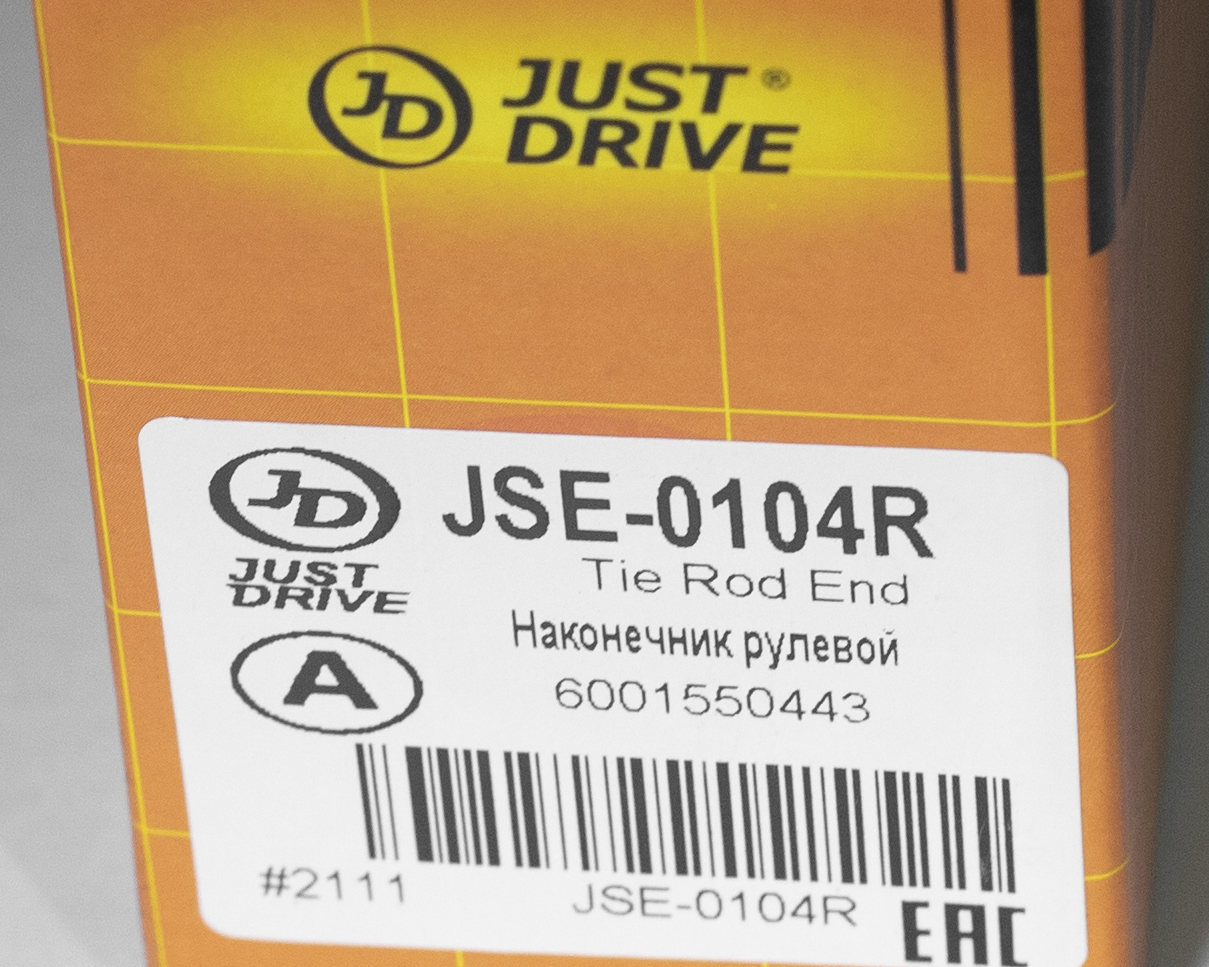 JD JUST ®
DRIVE
JD
JUST
DRIVE
JSE-0104R
Tie Rod End
Наконечник рулевой
6001550443
A
#2111
JSE-0104R
EAC